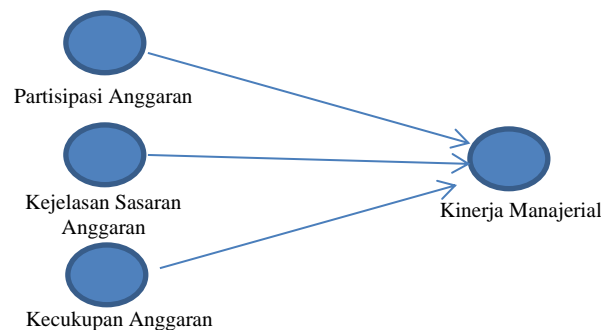 Partisipasi Anggaran
Kejelasan Sasaran
Anggaran
Kinerja Manajerial
Kecukupan Anggaran